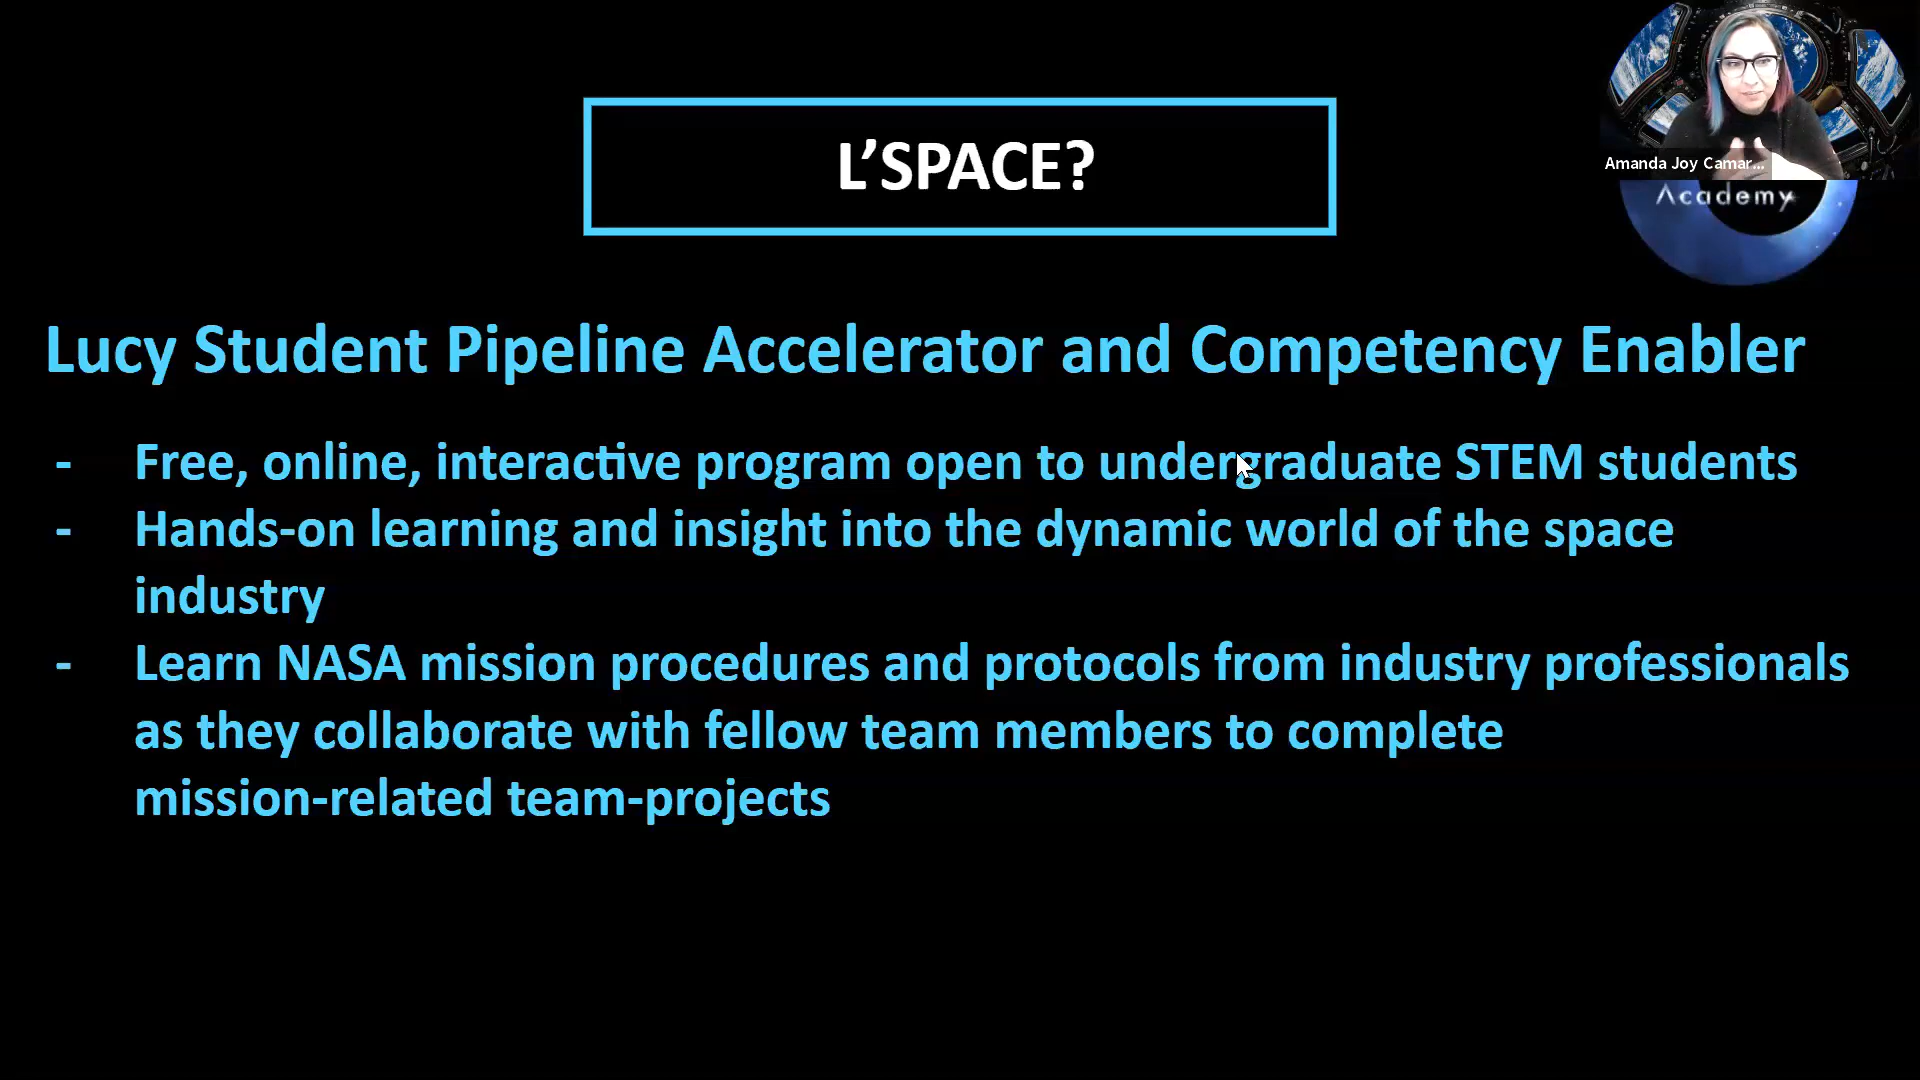 L’SPACE?
Amanda Joy Camar...
Academy
Lucy Student Pipeline Accelerator and Competency Enabler
- Free, online, interactive program open to undergraduate STEM students
- Hands-on learning and insight into the dynamic world of the space
industry
- Learn NASA mission procedures and protocols from industry professionals
as they collaborate with fellow team members to complete
mission-related team-projects